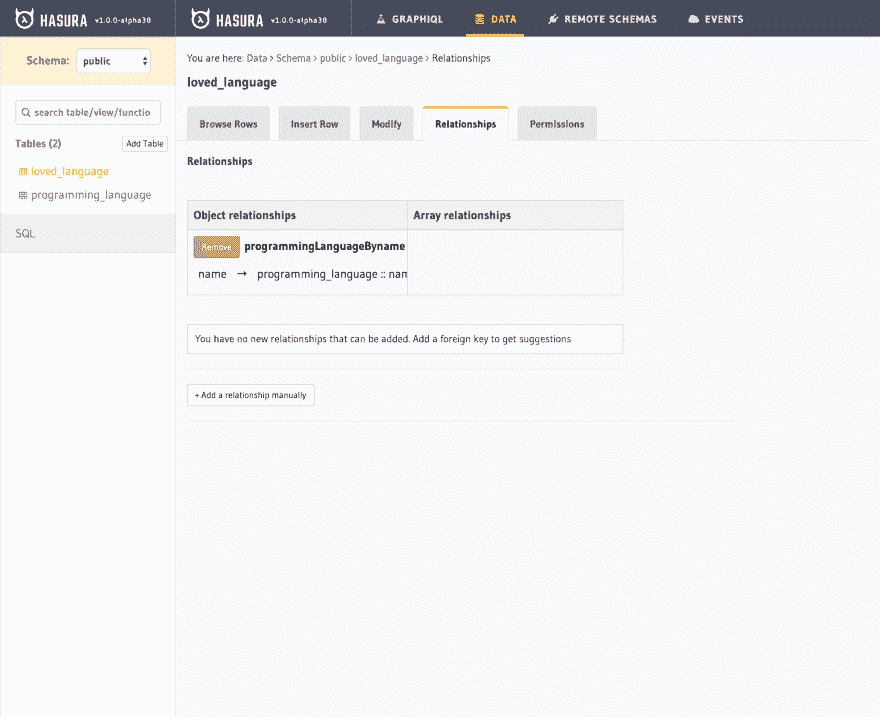 HASURA v1.0.0-alpha38
HASURA v1.0.0-alpha38 GRAPHIQL DATA REMOTE SCHEMAS EVENTS
Schema: public
You are here: Data > Schema > public > loved_language > Relationships
loved_language
search table/view/functio
Tables (2) Add Table
loved_language
programming_language
SQL
Browse Rows Insert Row Modify Relationships Permissions
Relationships
Object relationships Array relationships
Remove programmingLanguageByname
name → programming_language :: nam
You have no new relationships that can be added. Add a foreign key to get suggestions
+ Add a relationship manually